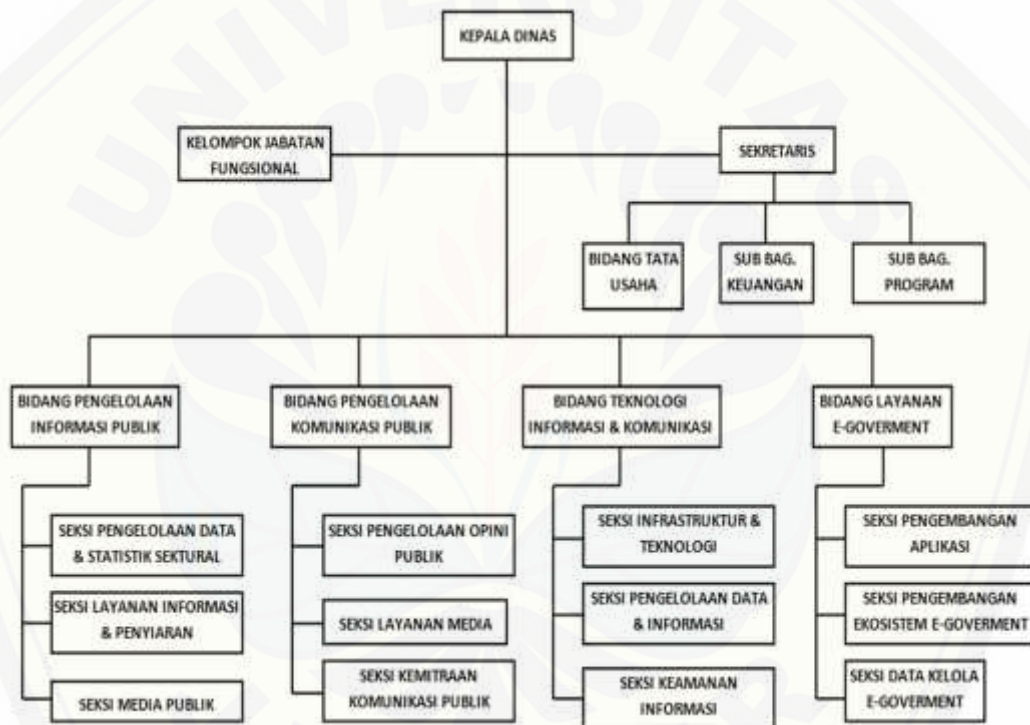 UNIVERSITAS
KEPALA DINAS
KELOMPOK JABATAN
FUNGSIONAL
SEKRETARIS
BIDANG TATA
USAHA
SUB BAG.
KEUANGAN
SUB BAG.
PROGRAM
BIDANG PENGELOLAAN
INFORMASI PUBLIK
BIDANG PENGELOLAAN
KOMUNIKASI PUBLIK
BIDANG TEKNOLOGI
INFORMASI & KOMUNIKASI
BIDANG LAYANAN
E-GOVERMENT
SEKSI PENGELOLAAN DATA
& STATISTIK SEKTURAL
SEKSI LAYANAN INFORMASI
& PENYIARAN
SEKSI MEDIA PUBLIK
SEKSI PENGELOLAAN OPINI
PUBLIK
SEKSI LAYANAN MEDIA
SEKSI KEMITRAAN
KOMUNIKASI PUBLIK
SEKSI INFRASTRUKTUR &
TEKNOLOGI
SEKSI PENGELOLAAN DATA
& INFORMASI
SEKSI KEAMANAN
INFORMASI
SEKSI PENGEMBANGAN
APLIKASI
SEKSI PENGEMBANGAN
EKOSISTEM E-GOVERMENT
SEKSI DATA KELOLA
E-GOVERMENT